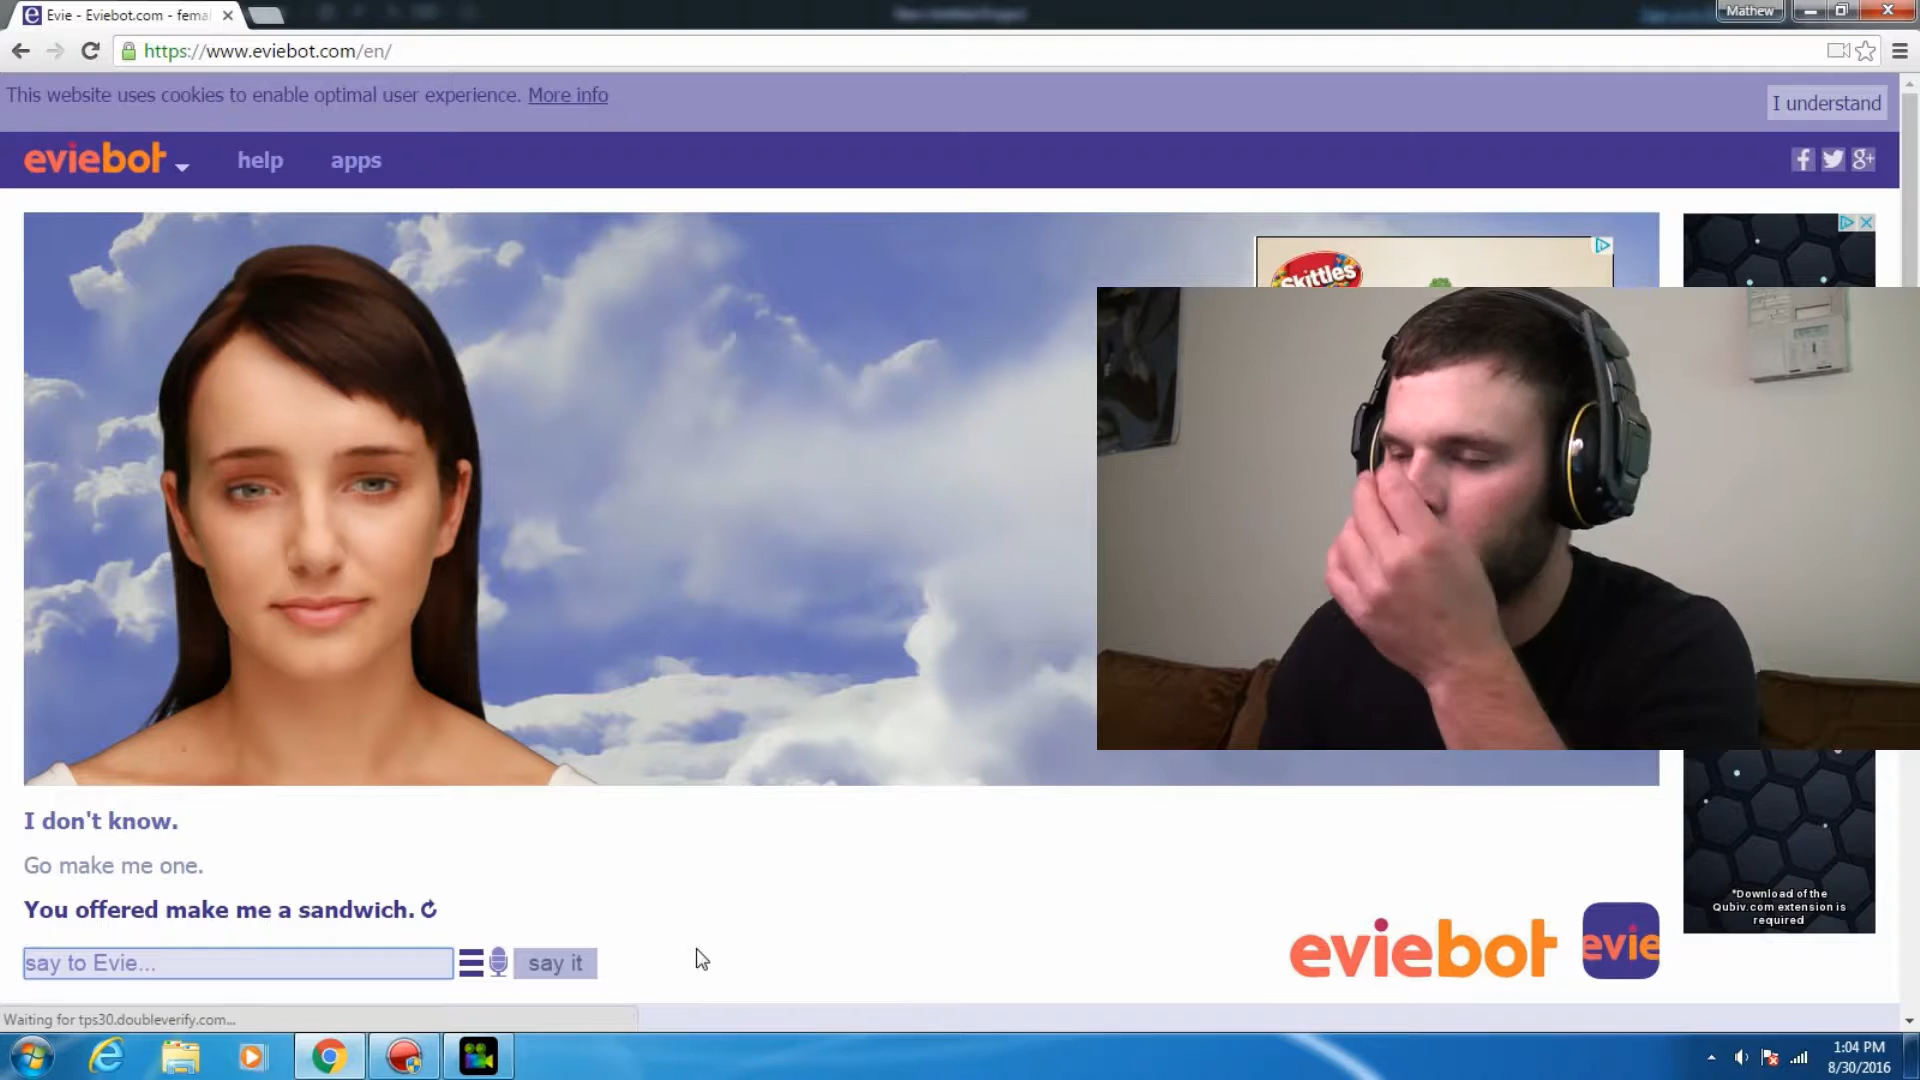 Evie - Eviebot.com - fema
Mathew
https://www.eviebot.com/en/
This website uses cookies to enable optimal user experience. More info
I understand
eviebot
help
apps
Skittles
I don't know.
Go make me one.
You offered make me a sandwich.
say to Evie...
say it
eviebot
evie
*Download of the
Qubiv.com extension is
required
Waiting for tps30.doubleverify.com...
1:04 PM
8/30/2016